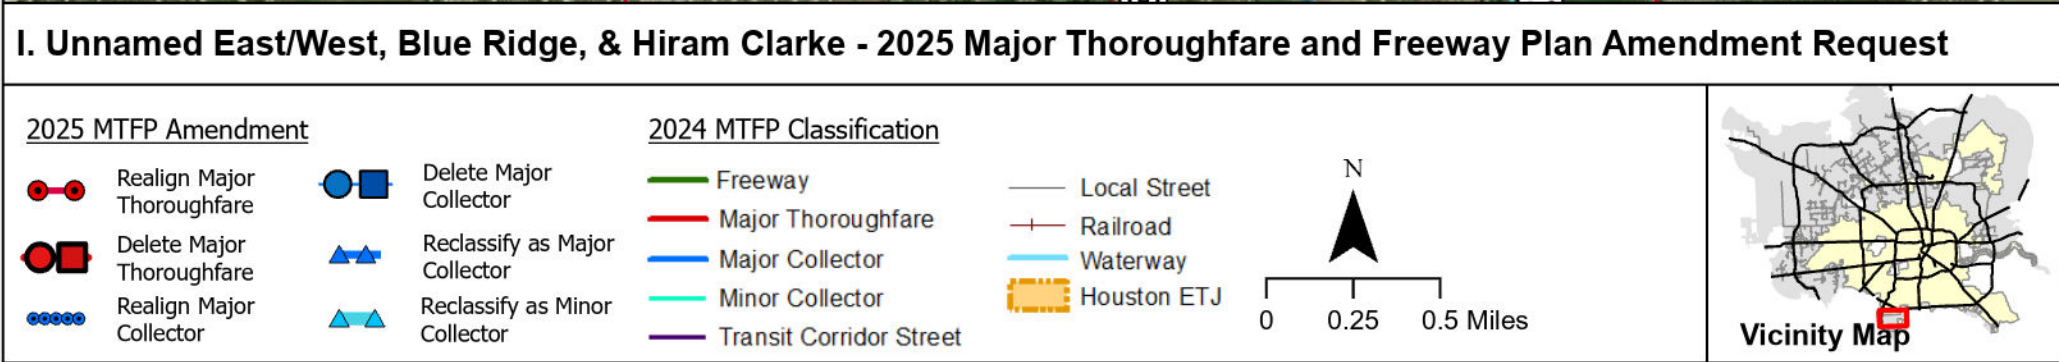 I. Unnamed East/West, Blue Ridge, & Hiram Clarke - 2025 Major Thoroughfare and Freeway Plan Amendment Request
2025 MTFP Amendment
Realign Major
Thoroughfare
Delete Major
Thoroughfare
Realign Major
Collector
Delete Major
Collector
Reclassify as Major
Collector
Reclassify as Minor
Collector
2024 MTFP Classification
Freeway
Major Thoroughfare
Major Collector
Minor Collector
Transit Corridor Street
Local Street
Railroad
Waterway
Houston ETJ
N
0 0.25 0.5 Miles
Vicinity Map